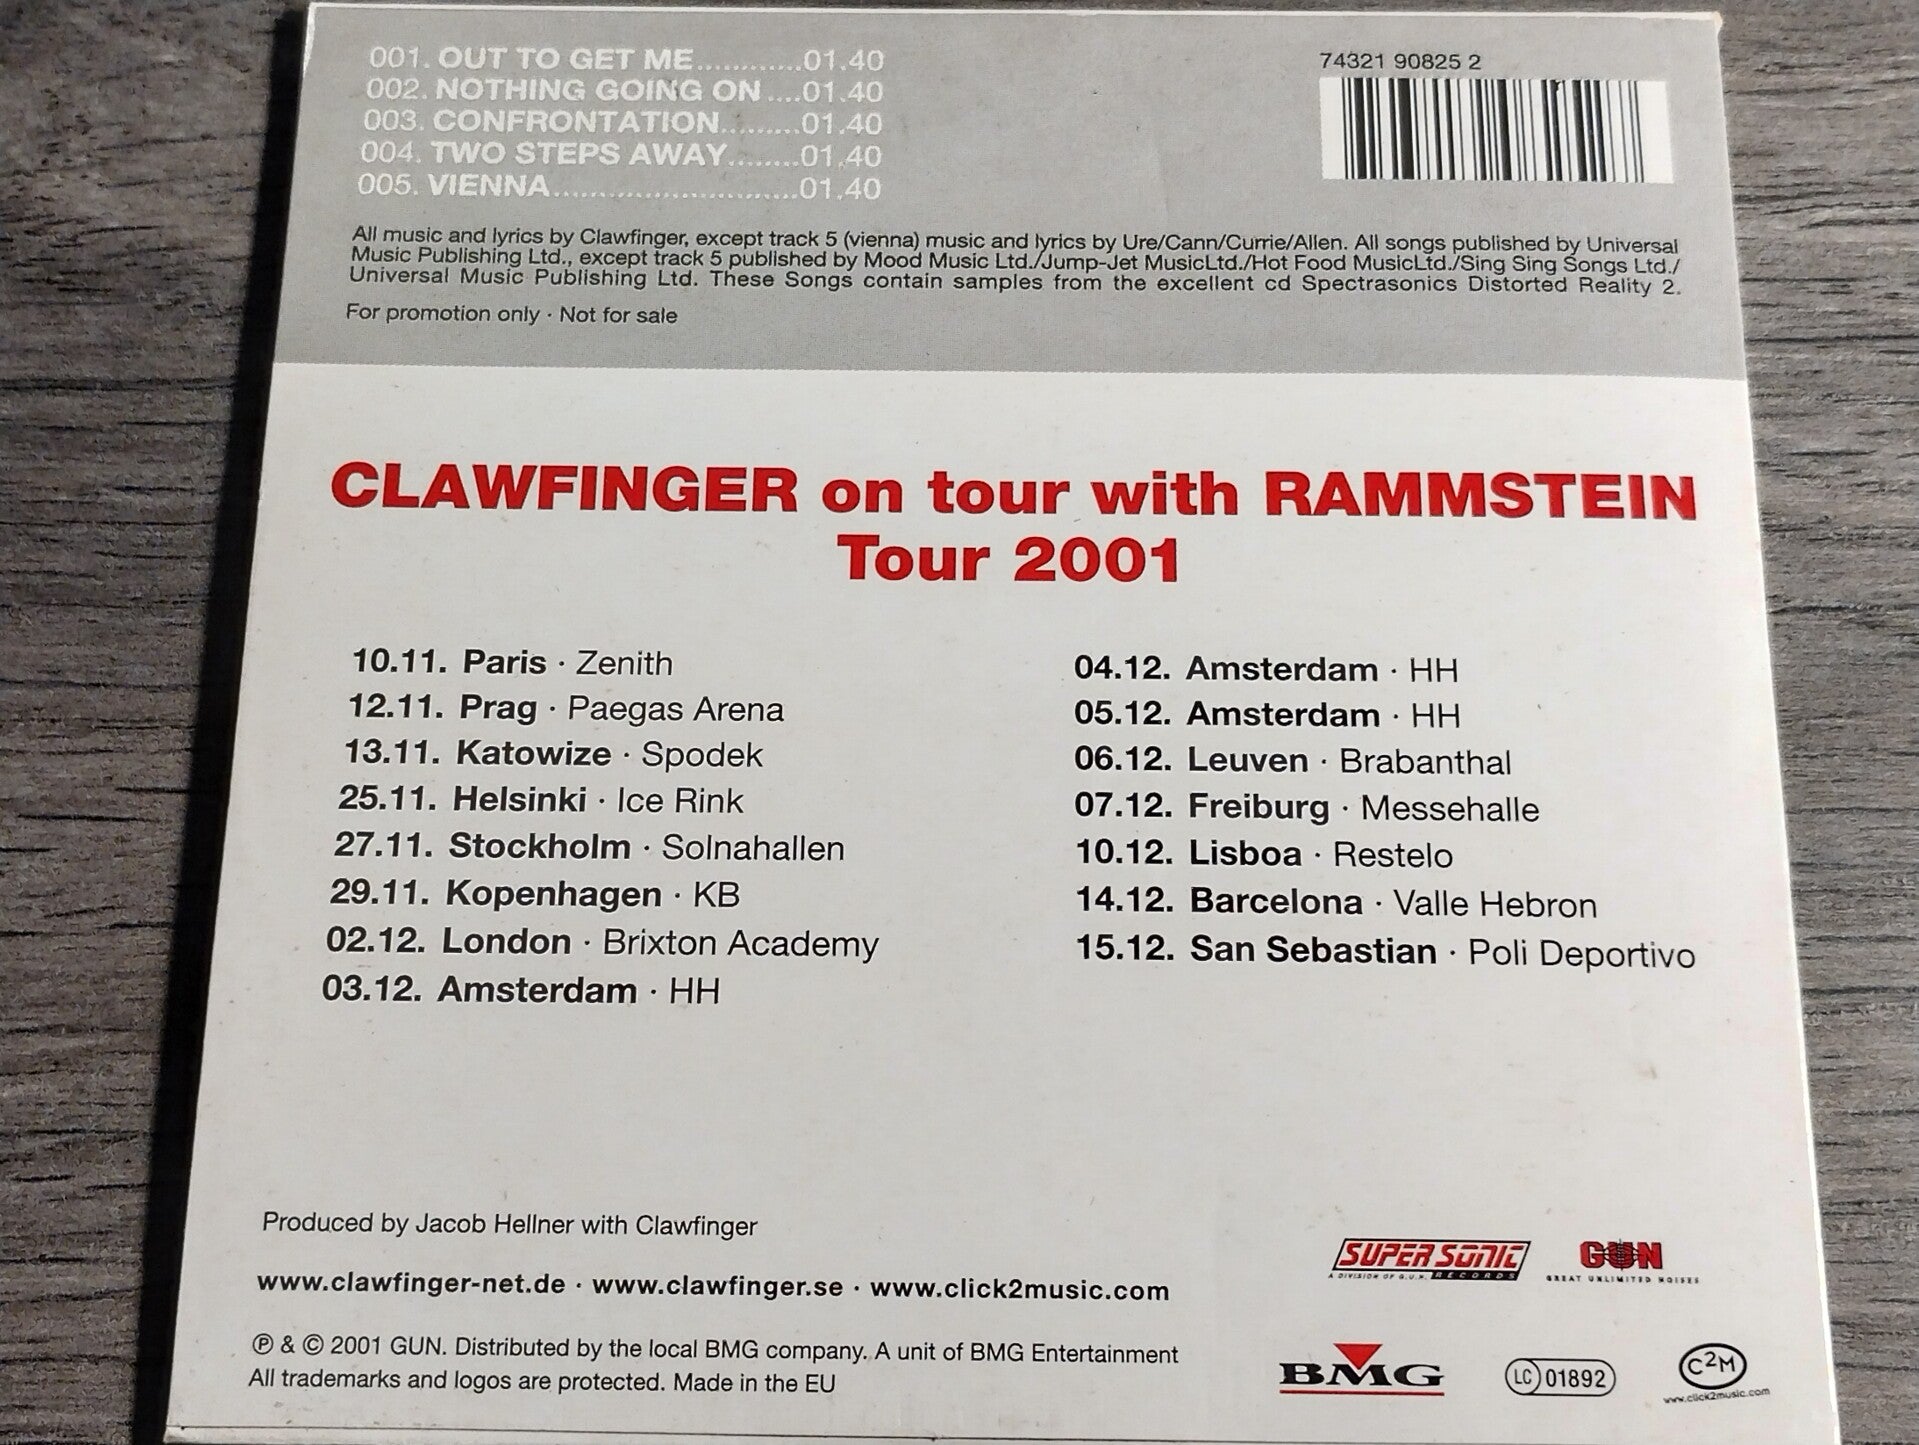 001. OUT TO GET ME............01.40
002. NOTHING GOING ON ....01.40
003. CONFRONTATION.........01.40
004. TWO STEPS AWAY........01.40
005. VIENNA............................01.40
74321 90825 2
All music and lyrics by Clawfinger, except track 5 (vienna) music and lyrics by Ure/Cann/Currie/Allen. All songs published by Universal
Music Publishing Ltd., except track 5 published by Mood Music Ltd./Jump-Jet MusicLtd./Hot Food MusicLtd./Sing Sing Songs Ltd./
Universal Music Publishing Ltd. These Songs contain samples from the excellent cd Spectrasonics Distorted Reality 2.
For promotion only · Not for sale
CLAWFINGER on tour with RAMMSTEIN
Tour 2001
10.11. Paris · Zenith
12.11. Prag · Paegas Arena
13.11. Katowize · Spodek
25.11. Helsinki · Ice Rink
27.11. Stockholm · Solnahallen
29.11. Kopenhagen · KB
02.12. London · Brixton Academy
03.12. Amsterdam · HH
04.12. Amsterdam · HH
05.12. Amsterdam · HH
06.12. Leuven · Brabanthal
07.12. Freiburg · Messehalle
10.12. Lisboa · Restelo
14.12. Barcelona · Valle Hebron
15.12. San Sebastian · Poli Deportivo
Produced by Jacob Hellner with Clawfinger
www.clawfinger-net.de · www.clawfinger.se · www.click2music.com
℗ & © 2001 GUN. Distributed by the local BMG company. A unit of BMG Entertainment
All trademarks and logos are protected. Made in the EU
SUPER SONIC
A DIVISION OF G.U.N. RECORDS
GUN
GREAT UNLIMITED NOISES
BMG
LC 01892
C2M
www.click2music.com